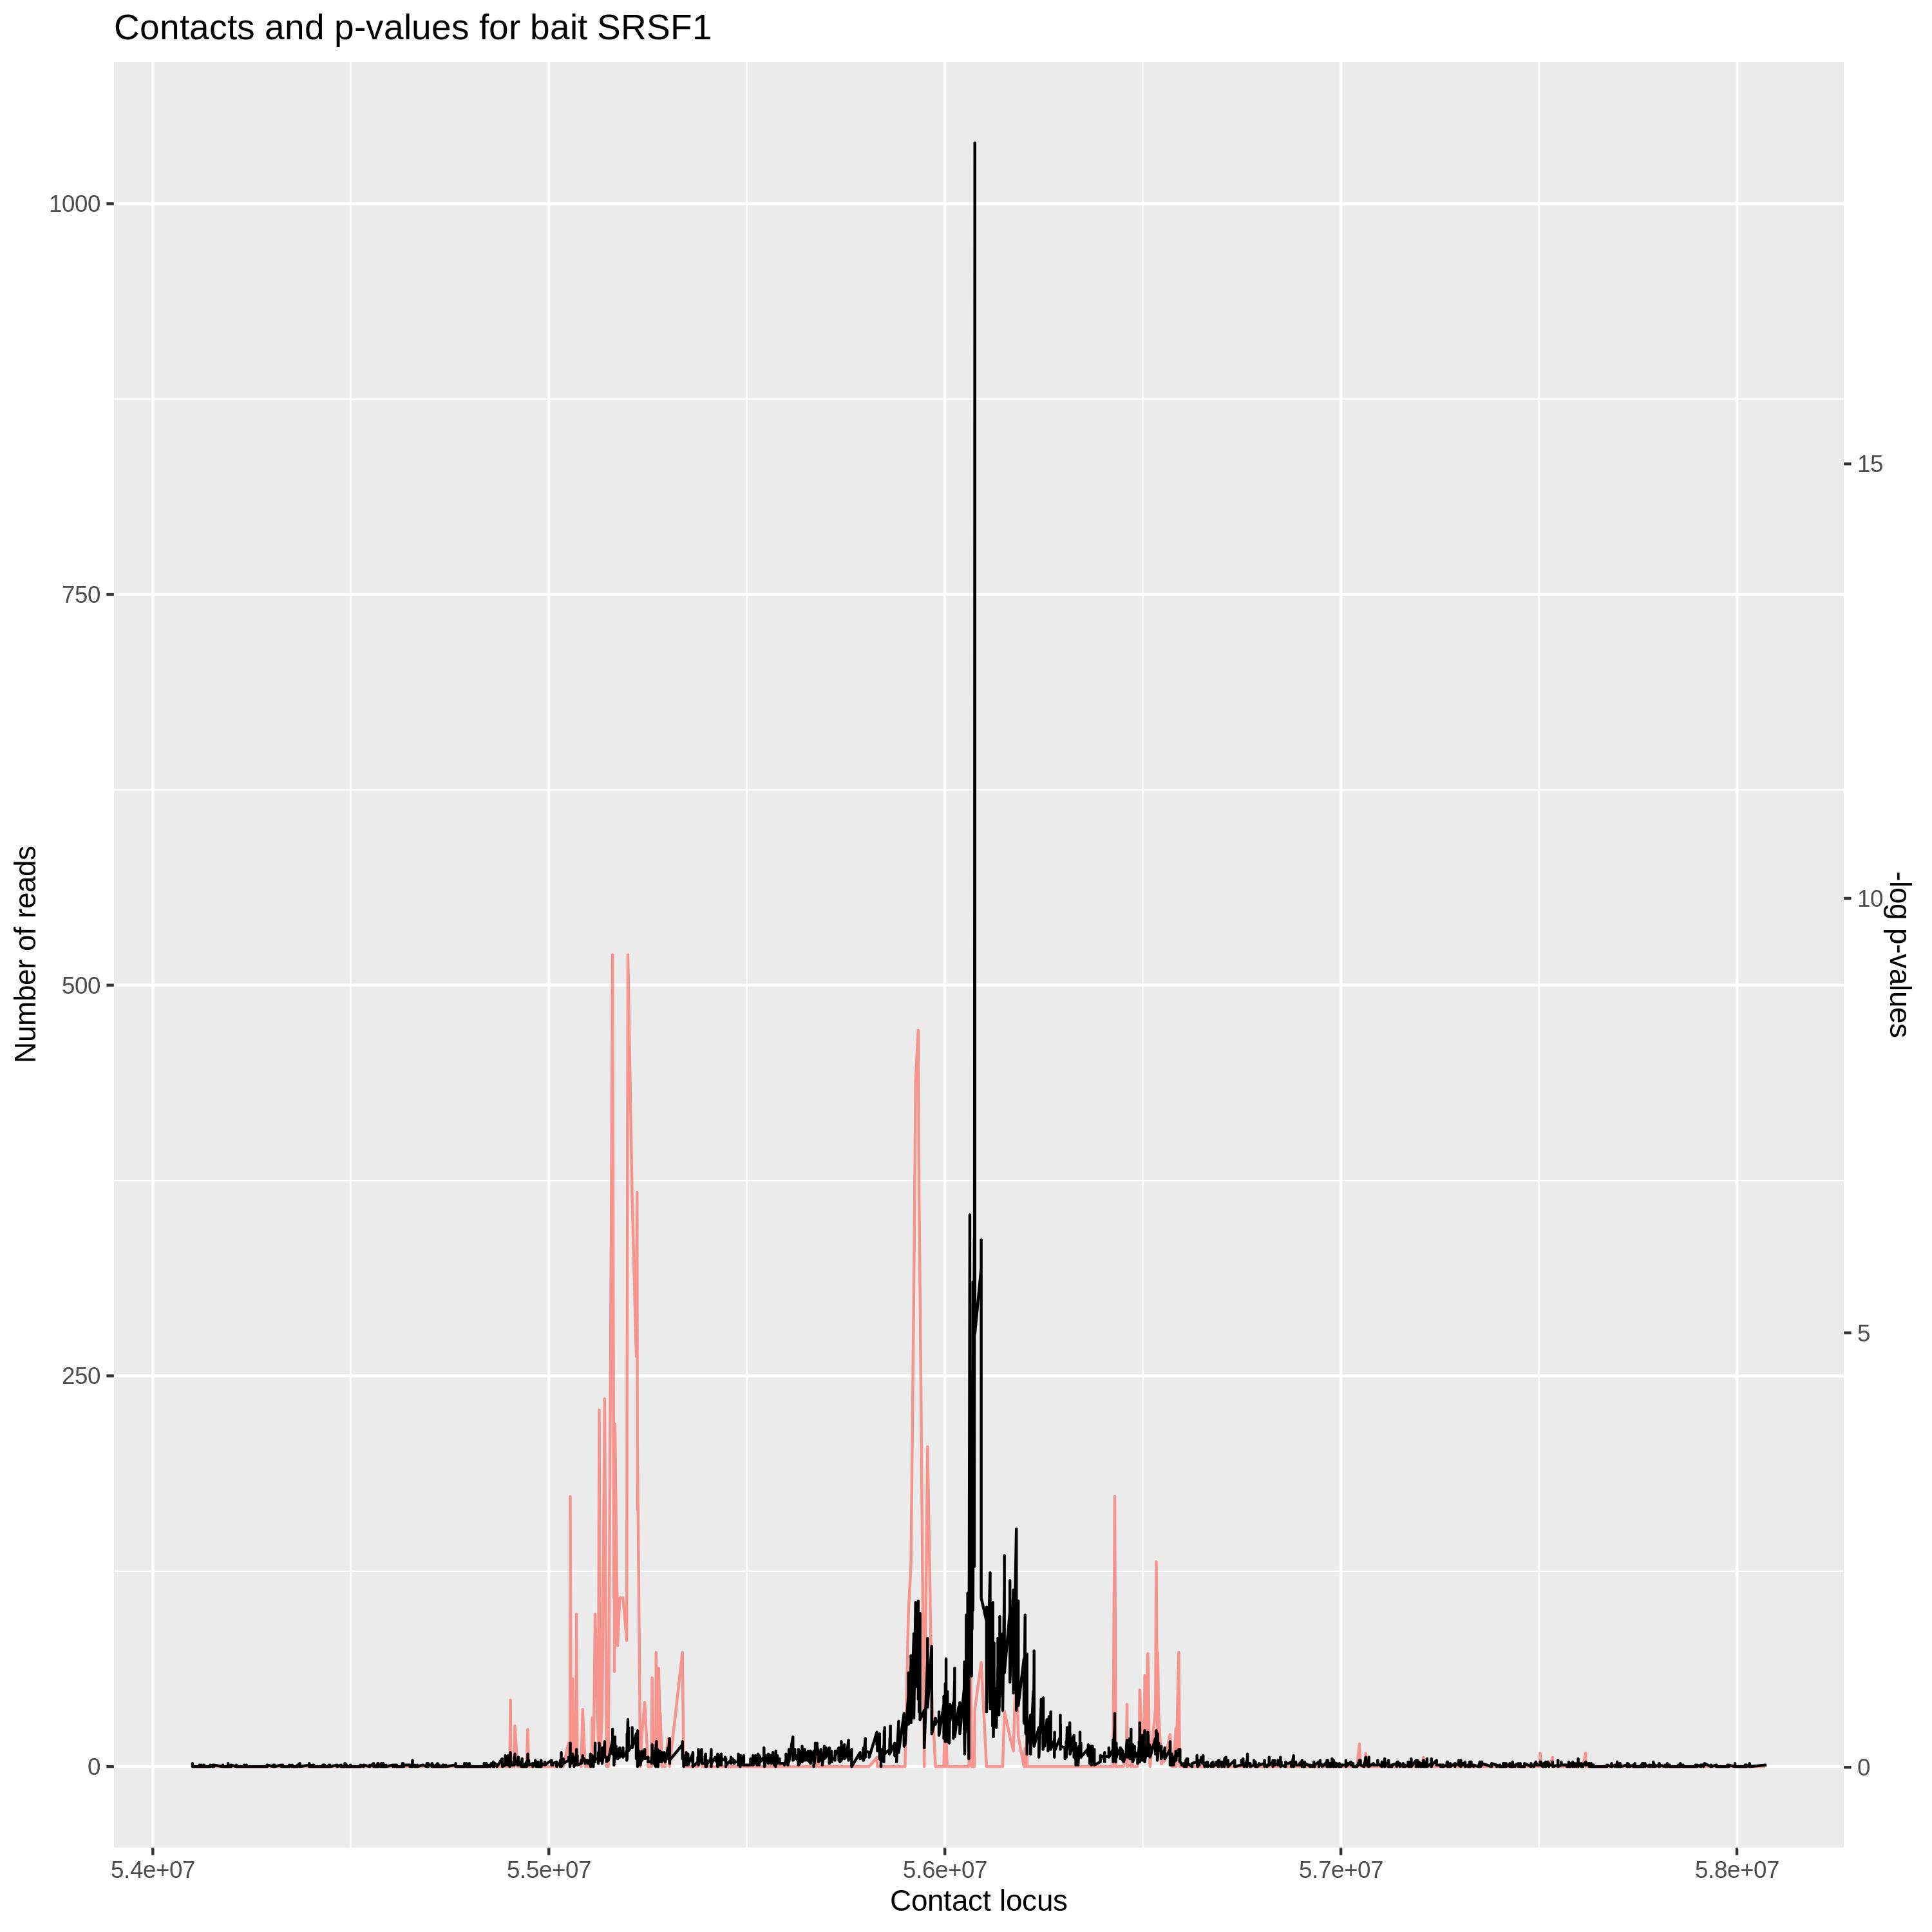 Contacts and p-values for bait SRSF1
1000
750
500
250
0
Number of reads
15
10
5
0
-log p-values
5.4e+07
5.5e+07
5.6e+07
5.7e+07
5.8e+07
Contact locus